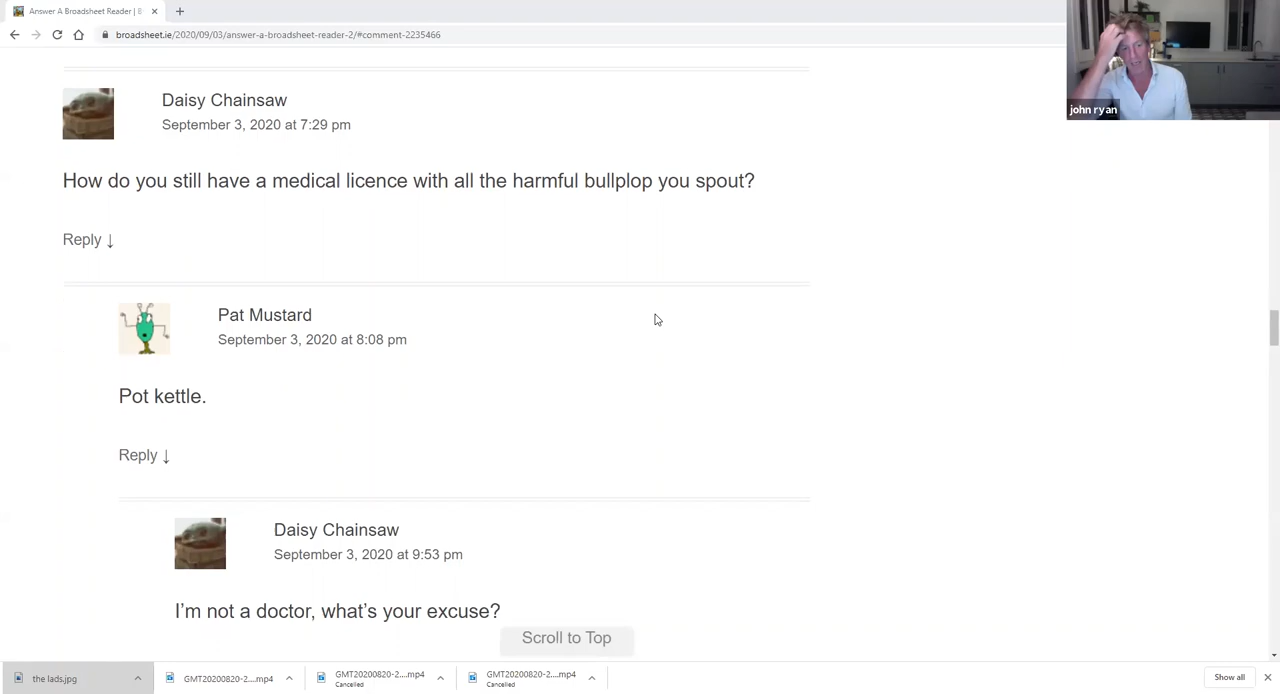 Answer A Broadsheet Reader | B
broadsheet.ie/2020/09/03/answer-a-broadsheet-reader-2/#comment-2235466
john ryan
Daisy Chainsaw
September 3, 2020 at 7:29 pm
How do you still have a medical licence with all the harmful bullplop you spout?
Reply ↓
Pat Mustard
September 3, 2020 at 8:08 pm
Pot kettle.
Reply ↓
Daisy Chainsaw
September 3, 2020 at 9:53 pm
I’m not a doctor, what’s your excuse?
Scroll to Top
the lads.jpg
GMT20200820-2....mp4
GMT20200820-2....mp4
Cancelled
GMT20200820-2....mp4
Cancelled
Show all